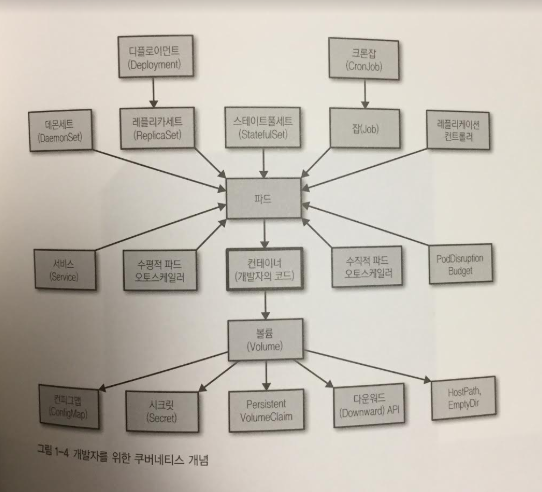 디플로이먼트
(Deployment)
크론잡
(CronJob)
데몬세트
(DaemonSet)
레플리카세트
(ReplicaSet)
스테이트풀세트
(StatefulSet)
잡(Job)
레플리케이션
컨트롤러
파드
서비스
(Service)
수평적 파드
오토스케일러
컨테이너
(개발자의 코드)
수직적 파드
오토스케일러
PodDisruption
Budget
볼륨
(Volume)
컨피그맵
(ConfigMap)
시크릿
(Secret)
Persistent
VolumeClaim
다운워드
(Downward) API
HostPath,
EmptyDir
그림 1-4 개발자를 위한 쿠버네티스 개념